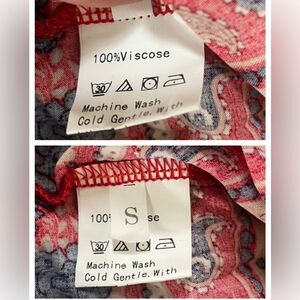 100%Viscose
30
Machine Wash
Cold Gentle. With
100% S se
30
Machine Wash
Cold Gentle. With